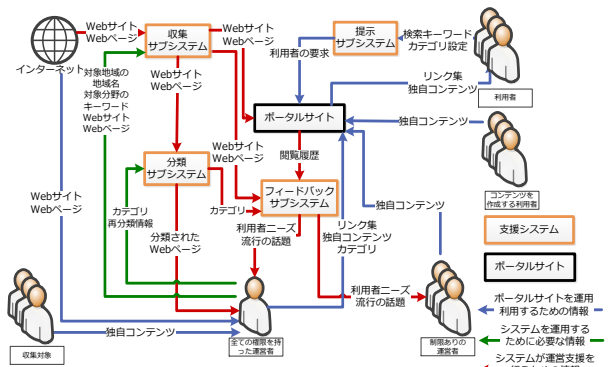 Webサイト
Webページ
収集
サブシステム
Webサイト
Webページ
提示
サブシステム
検索キーワード
カテゴリ設定
インターネット
対象地域の
地域名
対象分野の
キーワード
Webサイト
Webページ
Webサイト
Webページ
利用者の要求
リンク集
独自コンテンツ
利用者
ポータルサイト
独自コンテンツ
Webサイト
Webページ
閲覧履歴
分類
サブシステム
コンテンツを
作成する利用者
Webサイト
Webページ
カテゴリ
再分類情報
カテゴリ
フィードバック
サブシステム
独自コンテンツ
分類された
Webページ
利用者ニーズ
流行の話題
リンク集
独自コンテンツ
カテゴリ
支援システム
ポータルサイト
利用者ニーズ
流行の話題
ポータルサイトを運用
利用するための情報
独自コンテンツ
収集対象
全ての権限を持
った運営者
制限ありの
運営者
システムを運用する
ために必要な情報
システムが運営支援を